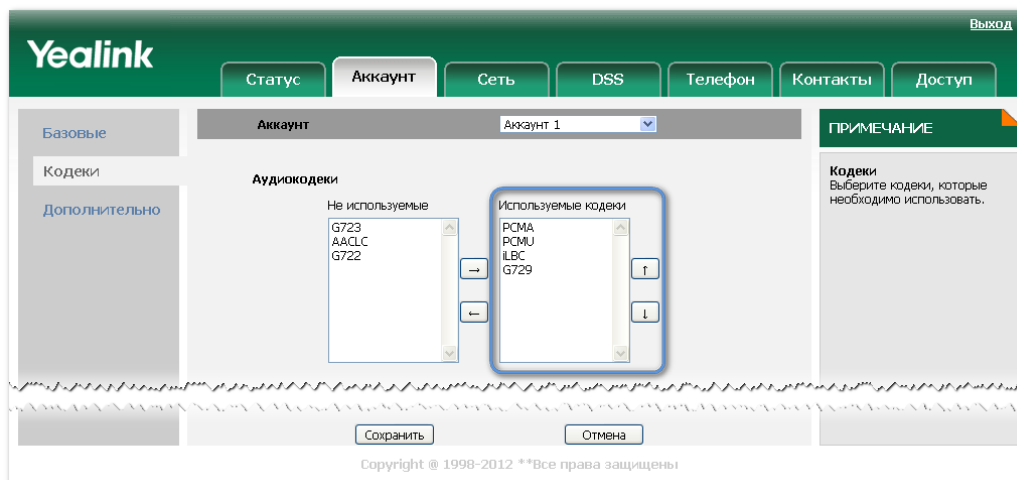 Выход
Yealink
Статус Аккаунт Сеть DSS Телефон Контакты Доступ
Базовые
Кодеки
Дополнительно
Аккаунт Аккаунт 1
Аудиокодеки
Не используемые Используемые кодеки
G723 PCMA
AACLC PCMU
G722 iLBC
G729
→ ↑
← ↓
ПРИМЕЧАНИЕ
Кодеки
Выберите кодеки, которые
необходимо использовать.
Сохранить Отмена
Copyright @ 1998-2012 **Все права защищены